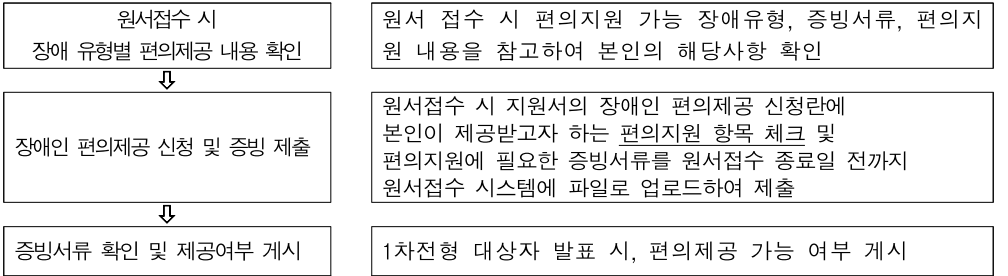 원서접수 시
장애 유형별 편의제공 내용 확인
원서 접수 시 편의지원 가능 장애유형, 증빙서류, 편의지
원 내용을 참고하여 본인의 해당사항 확인
장애인 편의제공 신청 및 증빙 제출
원서접수 시 지원서의 장애인 편의제공 신청란에
본인이 제공받고자 하는 편의지원 항목 체크 및
편의지원에 필요한 증빙서류를 원서접수 종료일 전까지
원서접수 시스템에 파일로 업로드하여 제출
증빙서류 확인 및 제공여부 게시
1차전형 대상자 발표 시, 편의제공 가능 여부 게시